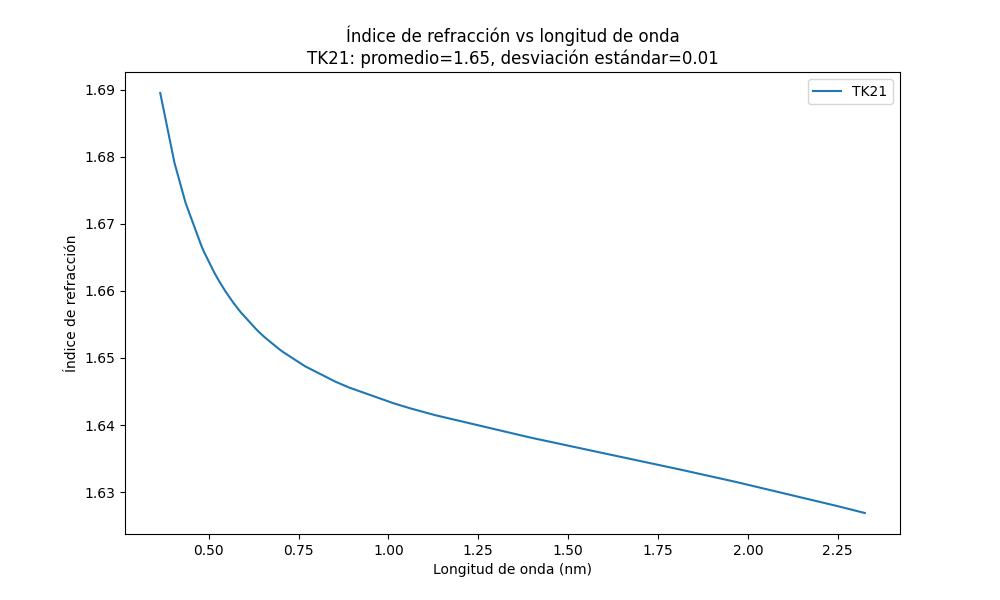 Índice de refracción vs longitud de onda
TK21: promedio=1.65, desviación estándar=0.01
TK21
1.69
1.68
1.67
1.66
1.65
1.64
1.63
Índice de refracción
0.50 0.75 1.00 1.25 1.50 1.75 2.00 2.25
Longitud de onda (nm)